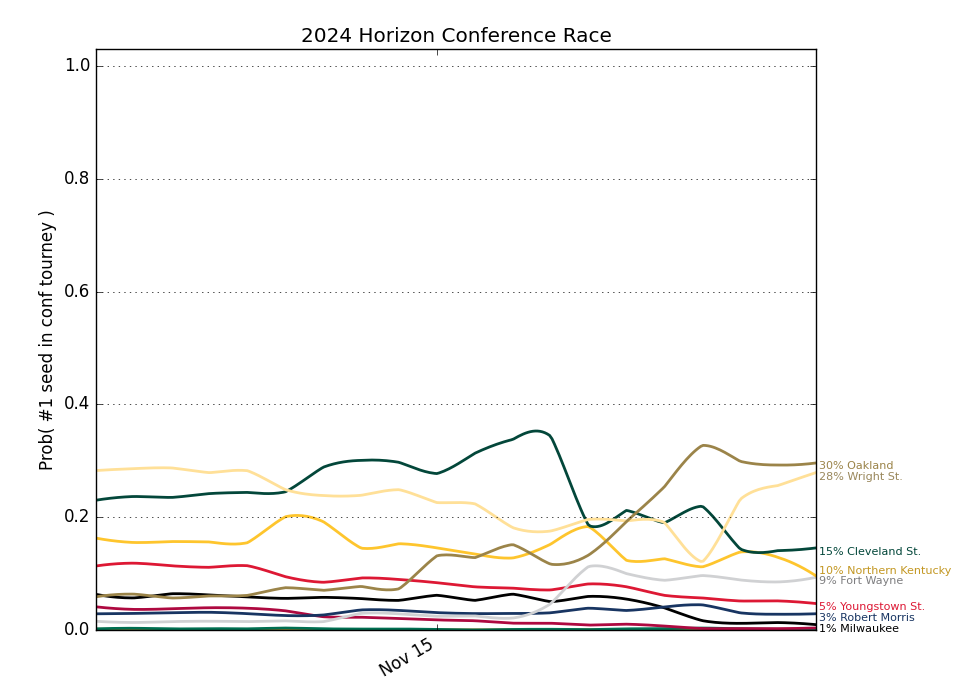 2024 Horizon Conference Race
Prob( #1 seed in conf tourney )
1.0
0.8
0.6
0.4
0.2
0.0
Nov 15
30% Oakland
28% Wright St.
15% Cleveland St.
10% Northern Kentucky
9% Fort Wayne
5% Youngstown St.
3% Robert Morris
1% Milwaukee